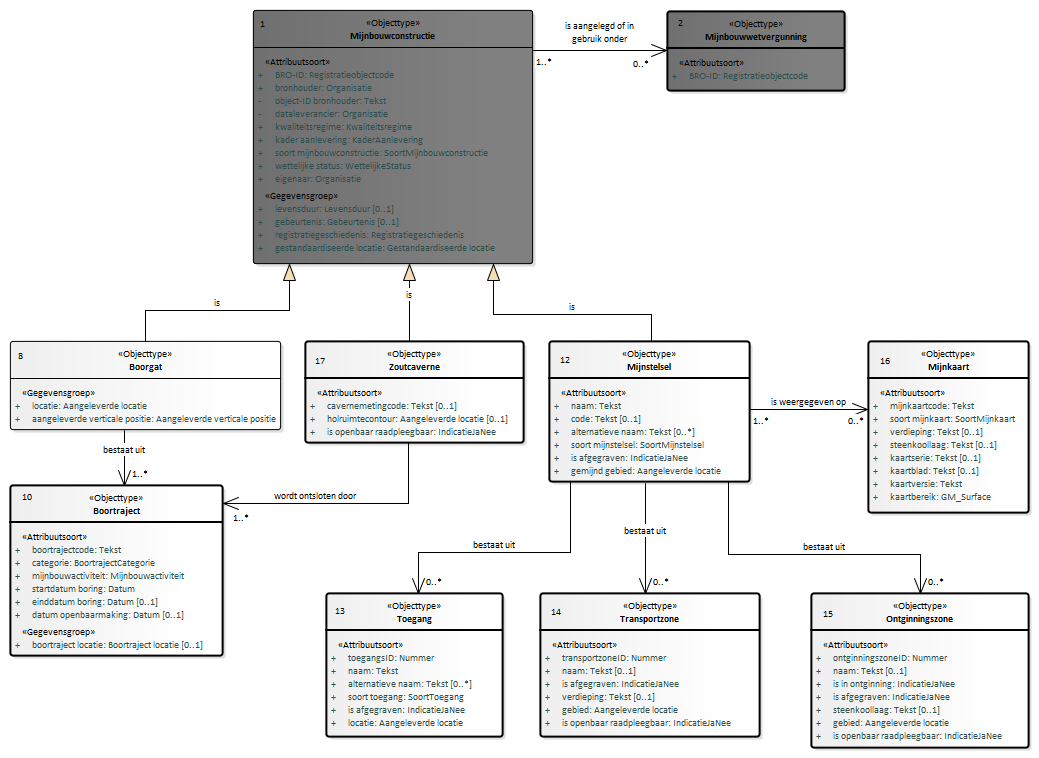 1
«Objecttype»
Mijnbouwconstructie
«Attribuutsoort»
+ BRO-ID: Registratieobjectcode
+ bronhouder: Organisatie
- object-ID bronhouder: Tekst
- dataleverancier: Organisatie
+ kwaliteitsregime: Kwaliteitsregime
+ kader aanlevering: KaderAanlevering
+ soort mijnbouwconstructie: SoortMijnbouwconstructie
+ wettelijke status: WettelijkeStatus
+ eigenaar: Organisatie
«Gegevensgroep»
+ levensduur: Levensduur [0..1]
+ gebeurtenis: Gebeurtenis [0..1]
+ registratiegeschiedenis: Registratiegeschiedenis
+ gestandaardiseerde locatie: Gestandaardiseerde locatie
is aangelegd of in
gebruik onder
1..*
0..*
2
«Objecttype»
Mijnbouwwetvergunning
«Attribuutsoort»
+ BRO-ID: Registratieobjectcode
is
is
is
8
«Objecttype»
Boorgat
«Gegevensgroep»
+ locatie: Aangeleverde locatie
+ aangeleverde verticale positie: Aangeleverde verticale positie
17
«Objecttype»
Zoutcaverne
«Attribuutsoort»
+ cavernemetingcode: Tekst [0..1]
+ holruimtecontour: Aangeleverde locatie [0..1]
+ is openbaar raadpleegbaar: IndicatieJaNee
12
«Objecttype»
Mijnstelsel
«Attribuutsoort»
+ naam: Tekst
+ code: Tekst [0..1]
+ alternatieve naam: Tekst [0..*]
+ soort mijnstelsel: SoortMijnstelsel
+ is afgegraven: IndicatieJaNee
+ gemijnd gebied: Aangeleverde locatie
is weergegeven op
1..*
0..*
16
«Objecttype»
Mijnkaart
«Attribuutsoort»
+ mijnkaartcode: Tekst
+ soort mijnkaart: SoortMijnkaart
+ verdieping: Tekst [0..1]
+ steenkoollaag: Tekst [0..1]
+ kaartserie: Tekst [0..1]
+ kaartblad: Tekst [0..1]
+ kaartversie: Tekst
+ kaartbereik: GM_Surface
bestaat uit
1..*
wordt ontsloten door
1..*
10
«Objecttype»
Boortraject
«Attribuutsoort»
+ boortrajectcode: Tekst
+ categorie: BoortrajectCategorie
+ mijnbouwactiviteit: Mijnbouwactiviteit
+ startdatum boring: Datum
+ einddatum boring: Datum [0..1]
+ datum openbaarmaking: Datum [0..1]
«Gegevensgroep»
+ boortraject locatie: Boortraject locatie [0..1]
bestaat uit
0..*
bestaat uit
0..*
bestaat uit
0..*
13
«Objecttype»
Toegang
«Attribuutsoort»
+ toegangsID: Nummer
+ naam: Tekst
+ alternatieve naam: Tekst [0..*]
+ soort toegang: SoortToegang
+ is afgegraven: IndicatieJaNee
+ locatie: Aangeleverde locatie
14
«Objecttype»
Transportzone
«Attribuutsoort»
+ transportzoneID: Nummer
+ naam: Tekst [0..1]
+ is afgegraven: IndicatieJaNee
+ verdieping: Tekst [0..1]
+ gebied: Aangeleverde locatie
+ is openbaar raadpleegbaar: IndicatieJaNee
15
«Objecttype»
Ontginningszone
«Attribuutsoort»
+ ontginningszoneID: Nummer
+ naam: Tekst [0..1]
+ is in ontginning: IndicatieJaNee
+ is afgegraven: IndicatieJaNee
+ steenkoollaag: Tekst [0..1]
+ gebied: Aangeleverde locatie
+ is openbaar raadpleegbaar: IndicatieJaNee